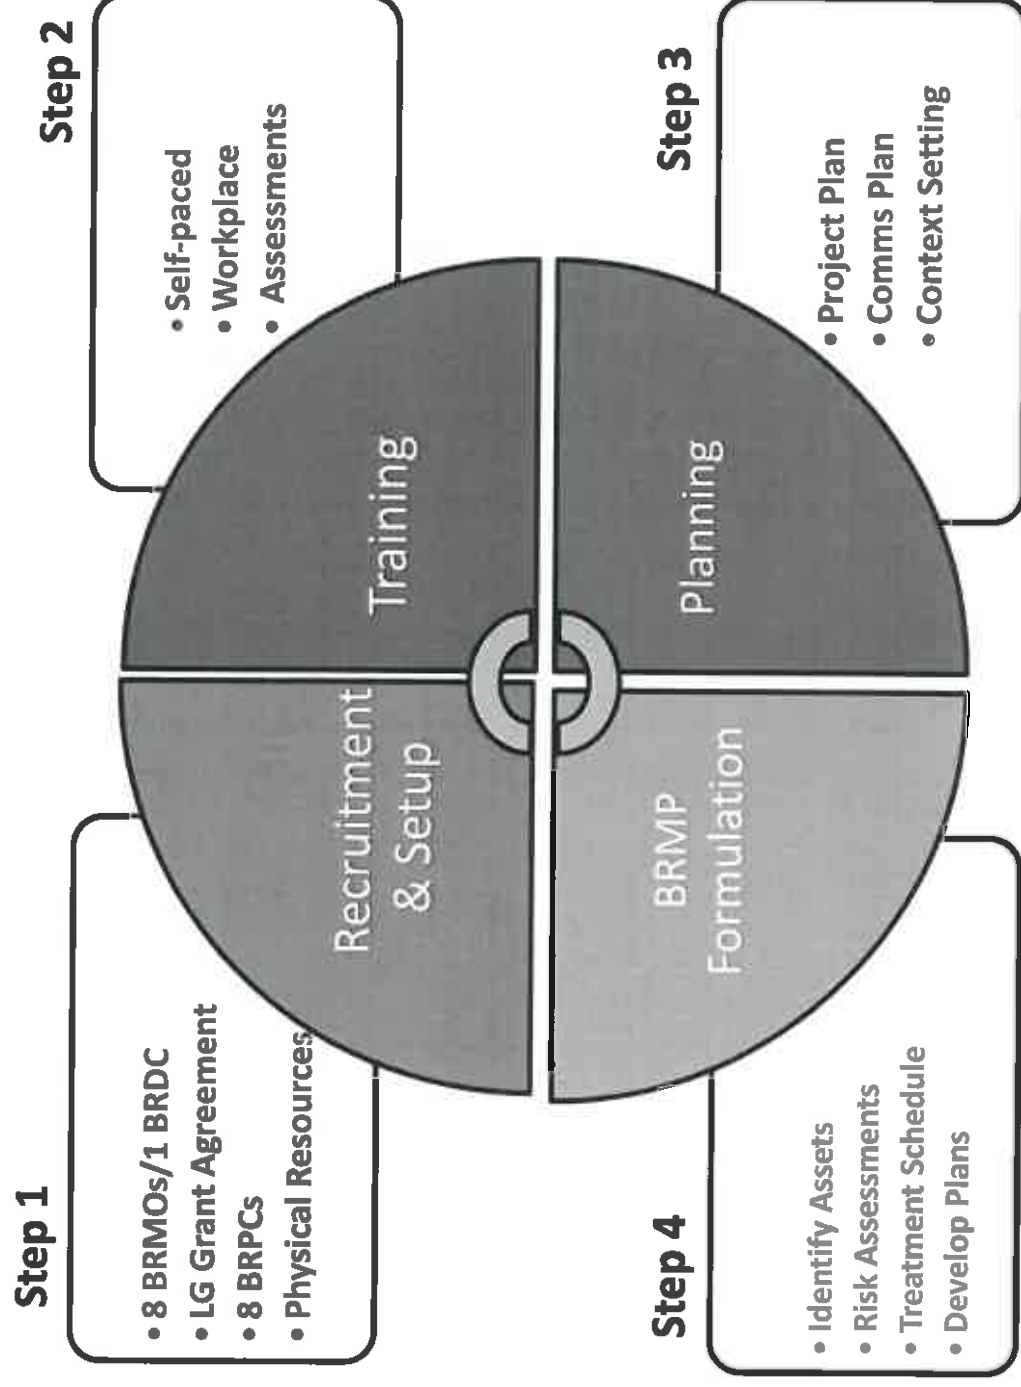 Step 1
• 8 BRMOs/1 BRDC
• LG Grant Agreement
• 8 BRPCs
• Physical Resources
Recruitment
& Setup
Step 2
• Self-paced
• Workplace
• Assessments
Training
Step 3
• Project Plan
• Comms Plan
• Context Setting
Planning
Step 4
• Identify Assets
• Risk Assessments
• Treatment Schedule
• Develop Plans
BRMP
Formulation